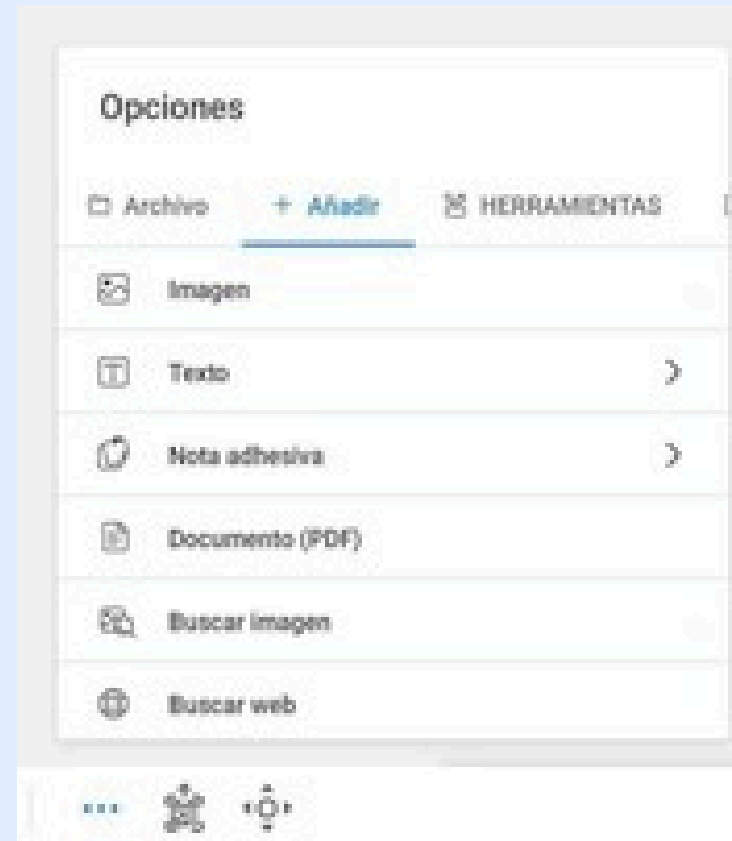 Opciones
Archivo + Añadir HERRAMIENTAS
Imagen
Texto
Nota adhesiva
Documento (PDF)
Buscar imagen
Buscar web